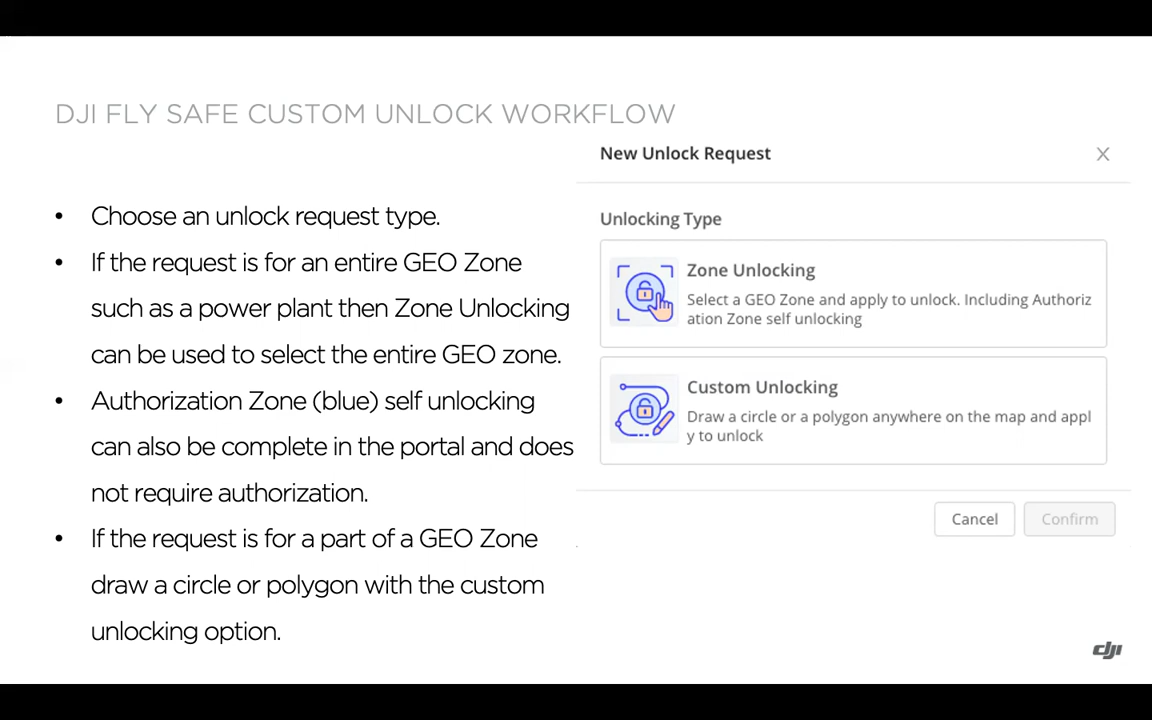 DJI FLY SAFE CUSTOM UNLOCK WORKFLOW
• Choose an unlock request type.
• If the request is for an entire GEO Zone
such as a power plant then Zone Unlocking
can be used to select the entire GEO zone.
• Authorization Zone (blue) self unlocking
can also be complete in the portal and does
not require authorization.
• If the request is for a part of a GEO Zone
draw a circle or polygon with the custom
unlocking option.
New Unlock Request X
Unlocking Type
Zone Unlocking
Select a GEO Zone and apply to unlock. Including Authoriz
ation Zone self unlocking
Custom Unlocking
Draw a circle or a polygon anywhere on the map and appl
y to unlock
Cancel Confirm
dji